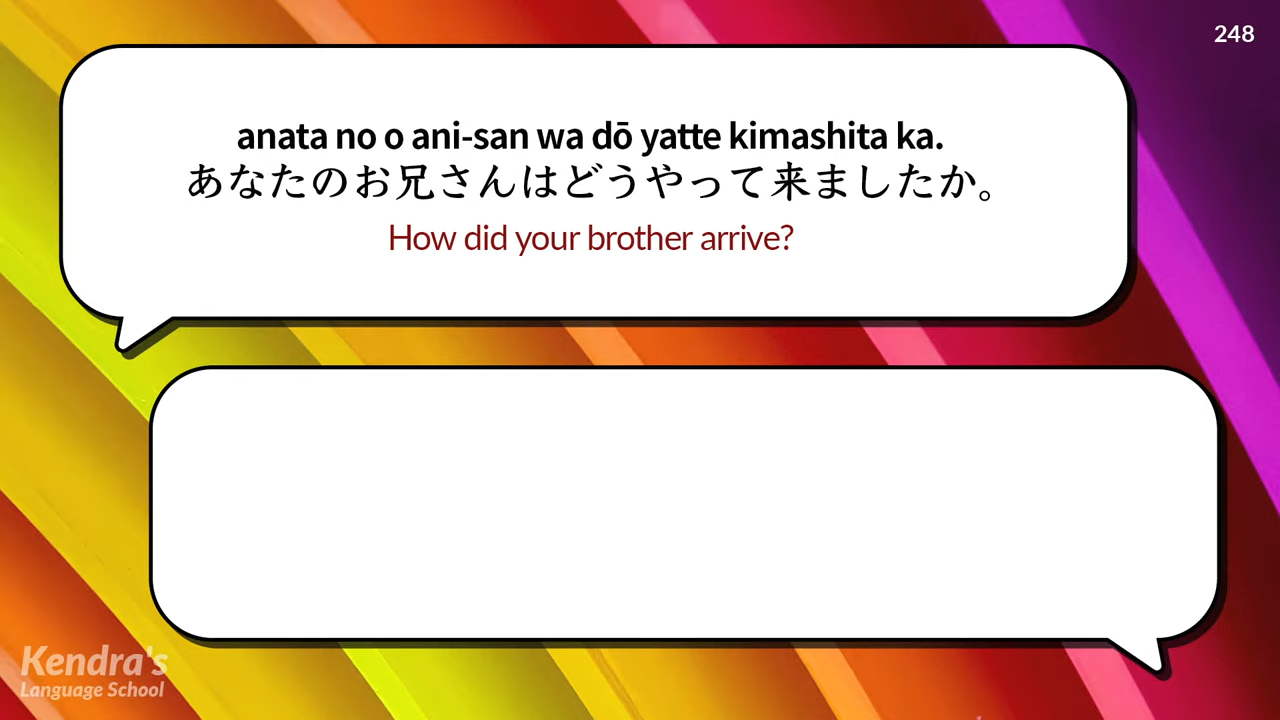 248
anata no o ani-san wa dō yatte kimashita ka.
あなたのお兄さんはどうやって来ましたか。
How did your brother arrive?
Kendra's
Language School